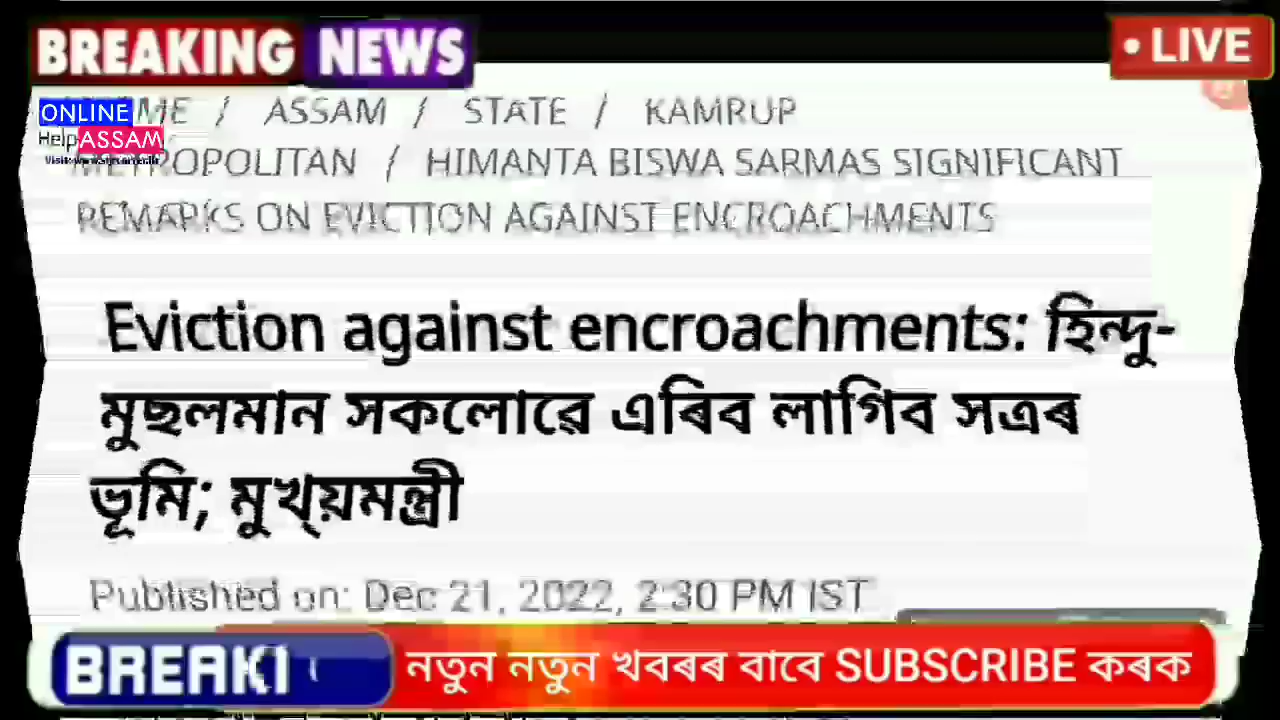 BREAKING NEWS
• LIVE
ONLINE
Help ASSAM
/ ASSAM / STATE / KAMRUP
METROPOLITAN / HIMANTA BISWA SARMAS SIGNIFICANT
REMARKS ON EVICTION AGAINST ENCROACHMENTS
Eviction against encroachments: হিন্দু-
মুছলমান সকলোৱে এৰিব লাগিব সত্ৰৰ
ভূমি; মুখ্য়মন্ত্ৰী
Published on: Dec 21, 2022, 2:30 PM IST
BREAKI
নতুন নতুন খবৰৰ বাবে SUBSCRIBE কৰক